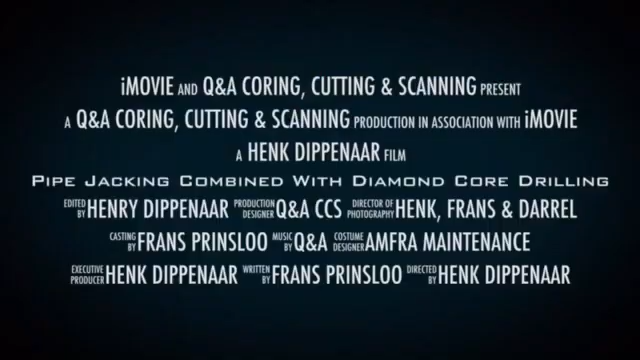 iMOVIE AND Q&A CORING, CUTTING & SCANNING PRESENT
A Q&A CORING, CUTTING & SCANNING PRODUCTION IN ASSOCIATION WITH iMOVIE
A HENK DIPPENAAR FILM
PIPE JACKING COMBINED WITH DIAMOND CORE DRILLING
EDITED BY HENRY DIPPENAAR PRODUCTION DESIGNER Q&A CCS DIRECTOR OF PHOTOGRAPHY HENK, FRANS & DARREL
CASTING BY FRANS PRINSLOO MUSIC BY Q&A COSTUME DESIGNER AMFRA MAINTENANCE
EXECUTIVE PRODUCER HENK DIPPENAAR WRITTEN BY FRANS PRINSLOO DIRECTED BY HENK DIPPENAAR